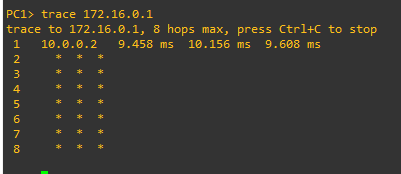 PC1> trace 172.16.0.1
trace to 172.16.0.1, 8 hops max, press Ctrl+C to stop
 1   10.0.0.2   9.458 ms  10.156 ms  9.608 ms
 2     *  *  *
 3     *  *  *
 4     *  *  *
 5     *  *  *
 6     *  *  *
 7     *  *  *
 8     *  *  *